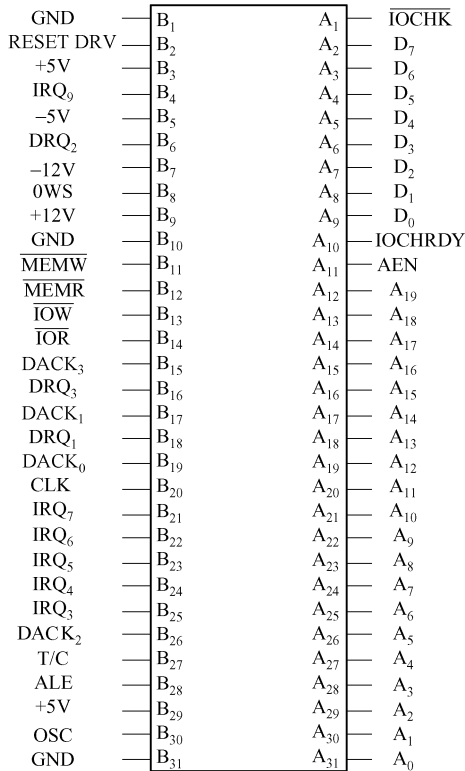 GND B₁ A₁ I̅O̅C̅H̅K̅
RESET DRV B₂ A₂ D₇
+5V B₃ A₃ D₆
IRQ₉ B₄ A₄ D₅
−5V B₅ A₅ D₄
DRQ₂ B₆ A₆ D₃
−12V B₇ A₇ D₂
0WS B₈ A₈ D₁
+12V B₉ A₉ D₀
GND B₁₀ A₁₀ IOCHRDY
M̅E̅M̅W̅ B₁₁ A₁₁ AEN
M̅E̅M̅R̅ B₁₂ A₁₂ A₁₉
I̅O̅W̅ B₁₃ A₁₃ A₁₈
I̅O̅R̅ B₁₄ A₁₄ A₁₇
DACK₃ B₁₅ A₁₅ A₁₆
DRQ₃ B₁₆ A₁₆ A₁₅
DACK₁ B₁₇ A₁₇ A₁₄
DRQ₁ B₁₈ A₁₈ A₁₃
DACK₀ B₁₉ A₁₉ A₁₂
CLK B₂₀ A₂₀ A₁₁
IRQ₇ B₂₁ A₂₁ A₁₀
IRQ₆ B₂₂ A₂₂ A₉
IRQ₅ B₂₃ A₂₃ A₈
IRQ₄ B₂₄ A₂₄ A₇
IRQ₃ B₂₅ A₂₅ A₆
DACK₂ B₂₆ A₂₆ A₅
T/C B₂₇ A₂₇ A₄
ALE B₂₈ A₂₈ A₃
+5V B₂₉ A₂₉ A₂
OSC B₃₀ A₃₀ A₁
GND B₃₁ A₃₁ A₀